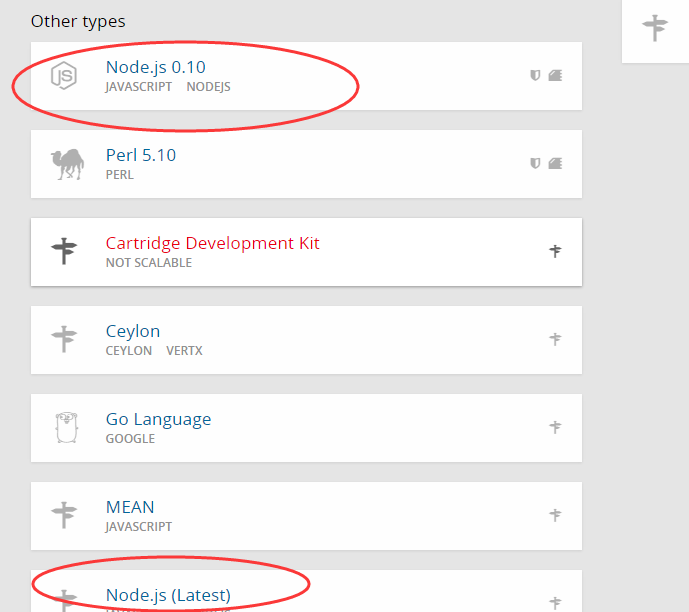 Other types
JS
Node.js 0.10
JAVASCRIPT NODEJS
Perl 5.10
PERL
Cartridge Development Kit
NOT SCALABLE
Ceylon
CEYLON VERTX
Go Language
GOOGLE
MEAN
JAVASCRIPT
Node.js (Latest)